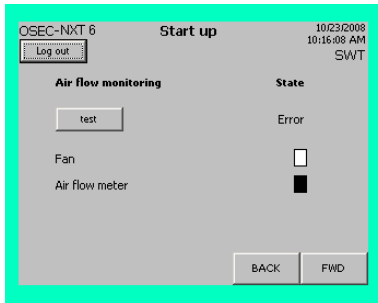 OSEC-NXT 6 Start up 10/23/2008
10:16:08 AM
Log out SWT
Air flow monitoring State
test Error
Fan
Air flow meter
BACK FWD